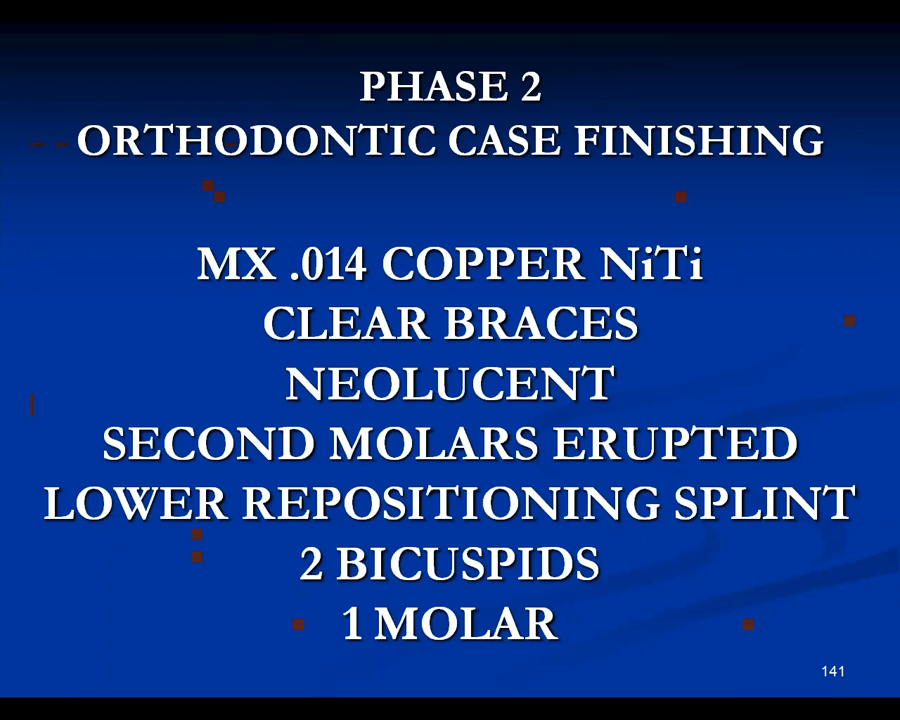 PHASE 2
ORTHODONTIC CASE FINISHING
MX .014 COPPER NiTi
CLEAR BRACES
NEOLUCENT
SECOND MOLARS ERUPTED
LOWER REPOSITIONING SPLINT
2 BICUSPIDS
1 MOLAR
141